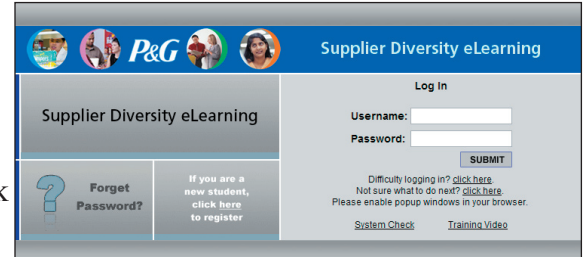 P&G
Supplier Diversity eLearning
Supplier Diversity eLearning
Log In
Username:
Password:
SUBMIT
Difficulty logging in? click here.
Not sure what to do next? click here.
Please enable popup windows in your browser.
System Check Training Video
?
Forget
Password?
If you are a
new student,
click here
to register
k